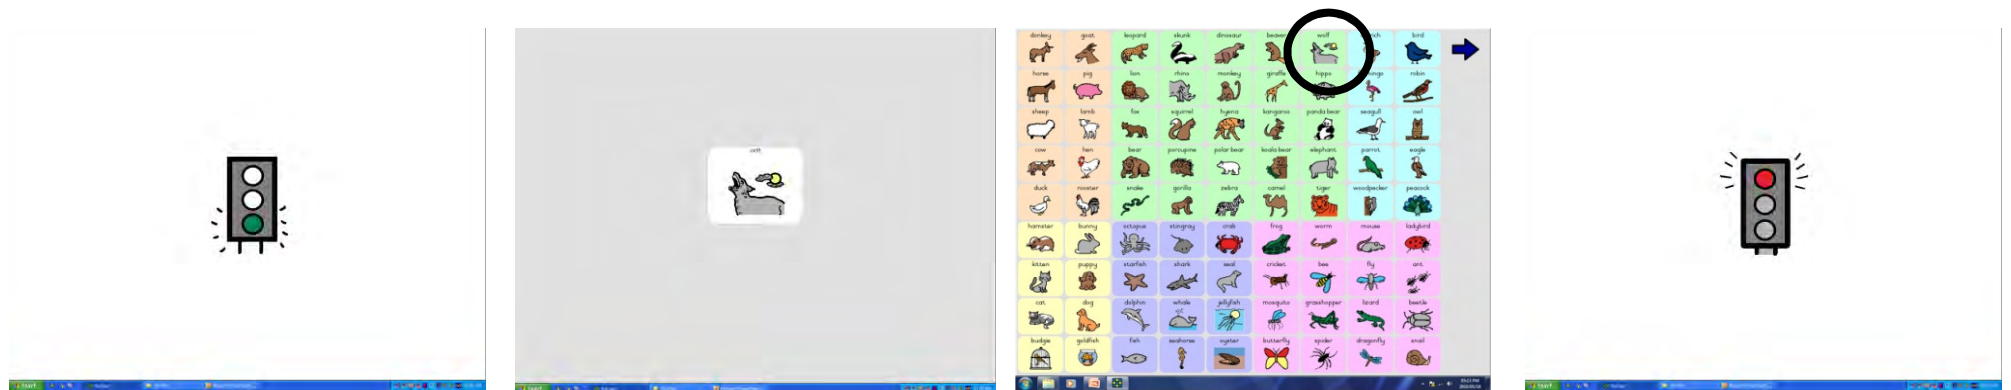 wolf
donkey goat leopard skunk dinosaur beaver wolf bird
horse pig lion rhino monkey giraffe hippo robin
sheep lamb fox squirrel hyena kangaroo panda bear seagull owl
cow hen bear porcupine polar bear koala bear elephant parrot eagle
duck rooster snake gorilla zebra camel tiger woodpecker peacock
hamster bunny octopus stingray crab frog worm mouse ladybird
kitten puppy starfish shark seal cricket bee fly ant
cat dog dolphin whale jellyfish mosquito grasshopper lizard beetle
budgie goldfish fish seahorse oyster butterfly spider dragonfly snail